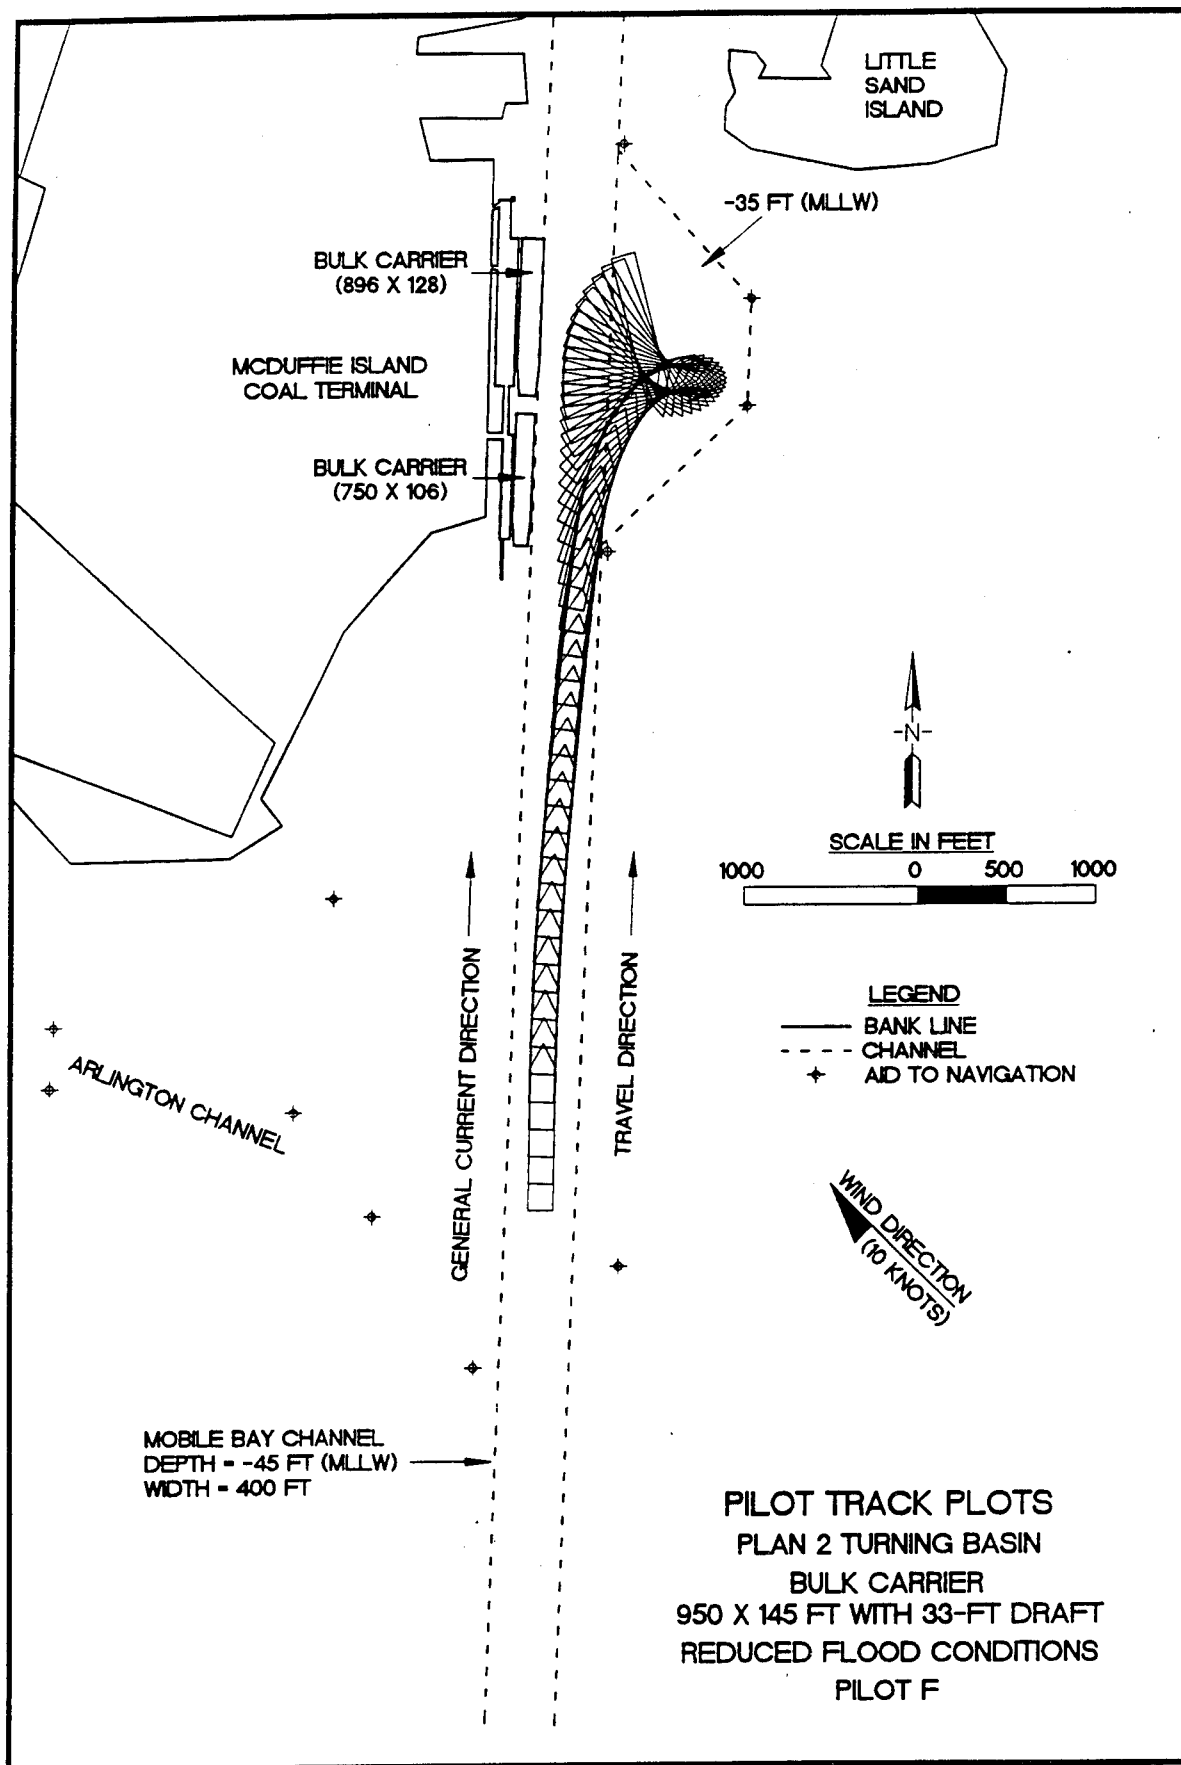 LITTLE
SAND
ISLAND
-35 FT (MLLW)
BULK CARRIER
(896 X 128)
MCDUFFIE ISLAND
COAL TERMINAL
BULK CARRIER
(750 X 106)
-N-
SCALE IN FEET
1000 0 500 1000
GENERAL CURRENT DIRECTION
TRAVEL DIRECTION
LEGEND
BANK LINE
CHANNEL
AID TO NAVIGATION
ARLINGTON CHANNEL
WIND DIRECTION
(10 KNOTS)
MOBILE BAY CHANNEL
DEPTH = -45 FT (MLLW)
WIDTH = 400 FT
PILOT TRACK PLOTS
PLAN 2 TURNING BASIN
BULK CARRIER
950 X 145 FT WITH 33-FT DRAFT
REDUCED FLOOD CONDITIONS
PILOT F